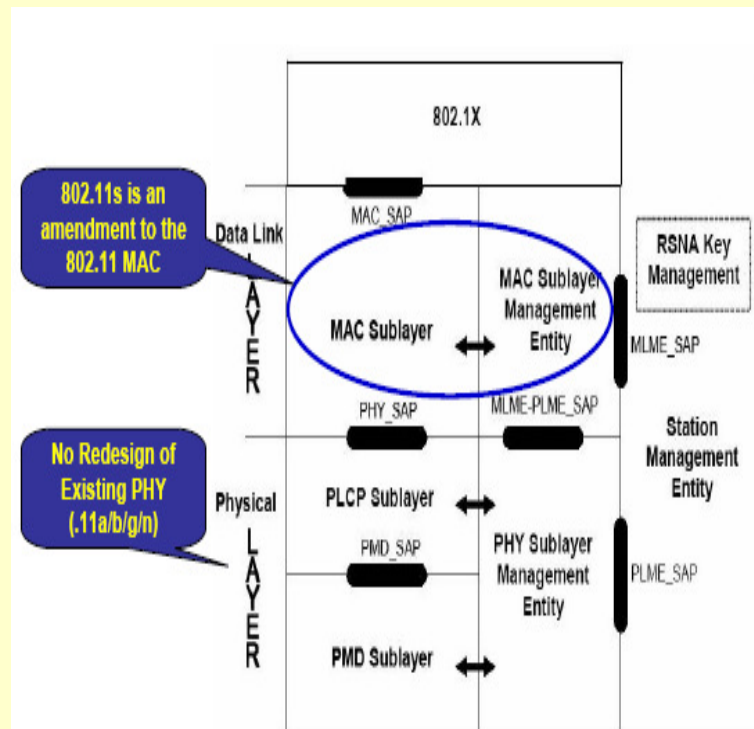 802.1X
802.11s is an
amendment to the
802.11 MAC
MAC_SAP
Data Link
LAYER
MAC Sublayer
MAC Sublayer
Management
Entity
RSNA Key
Management
MLME_SAP
PHY_SAP
MLME-PLME_SAP
Station
Management
Entity
No Redesign of
Existing PHY
(.11a/b/g/n)
Physical
LAYER
PLCP Sublayer
PMD_SAP
PHY Sublayer
Management
Entity
PLME_SAP
PMD Sublayer